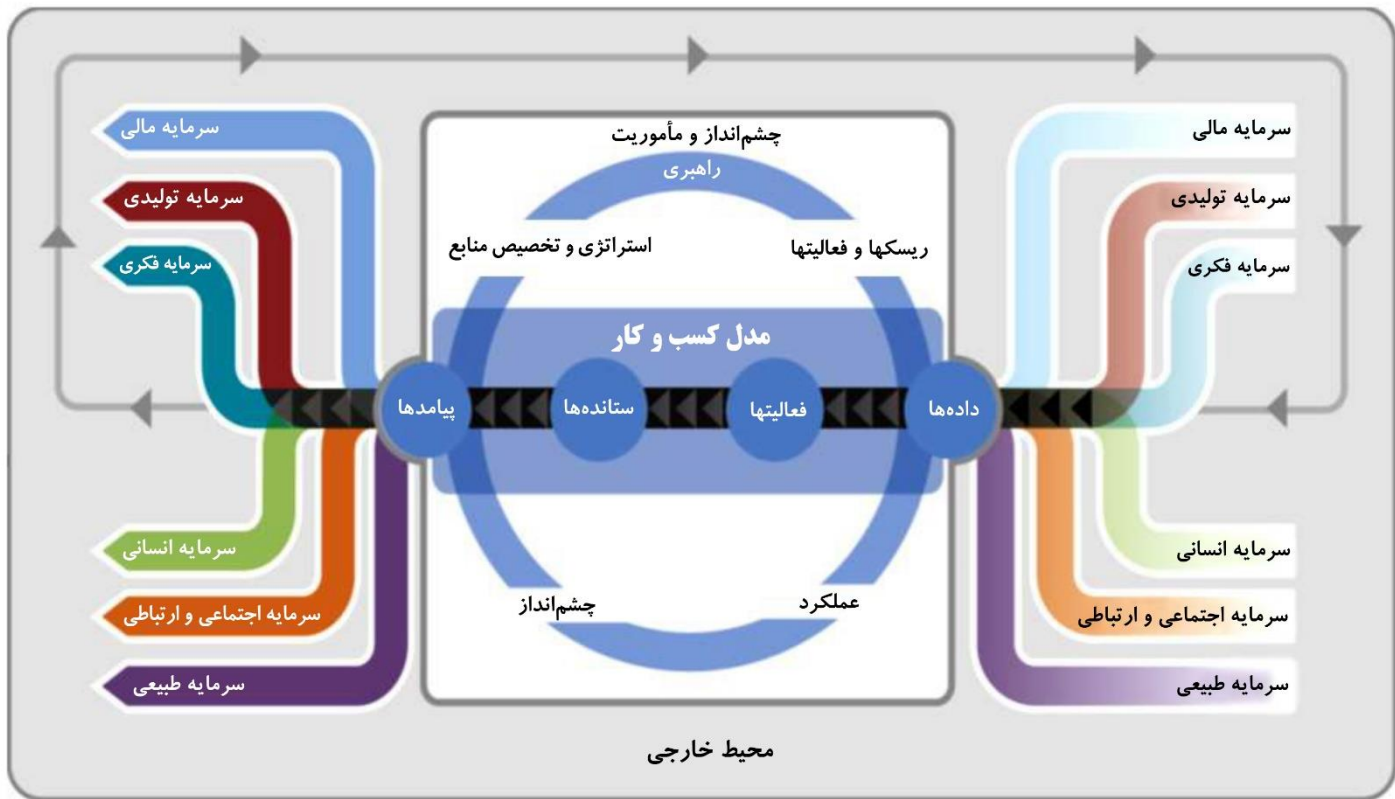 چشم‌انداز و مأموریت
راهبری
سرمایه مالی
سرمایه تولیدی
سرمایه فکری
سرمایه انسانی
سرمایه اجتماعی و ارتباطی
سرمایه طبیعی
ریسکها و فعالیتها
استراتژی و تخصیص منابع
مدل کسب و کار
داده‌ها
فعالیتها
ستانده‌ها
پیامدها
عملکرد
چشم‌انداز
سرمایه مالی
سرمایه تولیدی
سرمایه فکری
سرمایه انسانی
سرمایه اجتماعی و ارتباطی
سرمایه طبیعی
محیط خارجی